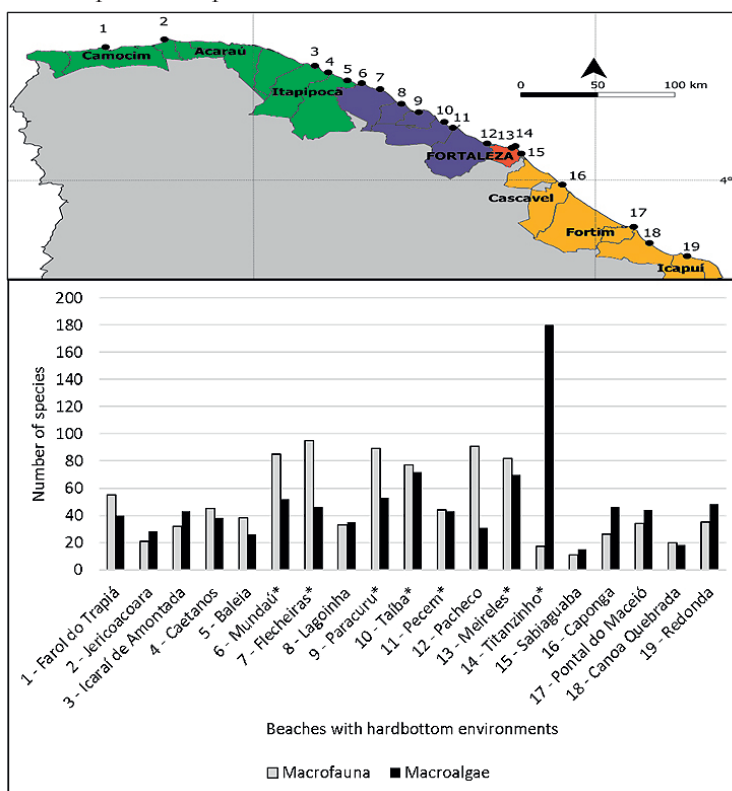 1
2
3
4
5
6
7
8
9
10
11
12
13
14
15
16
17
18
19
Camocim
Acaraú
Itapipoca
FORTALEZA
Cascavel
Fortim
Icapuí
0 50 100 km
4°
Number of species
200
180
160
140
120
100
80
60
40
20
0
1 - Farol do Trapiá
2 - Jericoacoara
3 - Icaraí de Amontada
4 - Caetanos
5 - Baleia
6 - Mundaú*
7 - Flecheiras*
8 - Lagoinha
9 - Paracuru*
10 - Taíba*
11 - Pecem*
12 - Pacheco
13 - Meireles*
14 - Titanzinho*
15 - Sabiaguaba
16 - Caponga
17 - Pontal do Maceió
18 - Canoa Quebrada
19 - Redonda
Beaches with hardbottom environments
Macrofauna Macroalgae